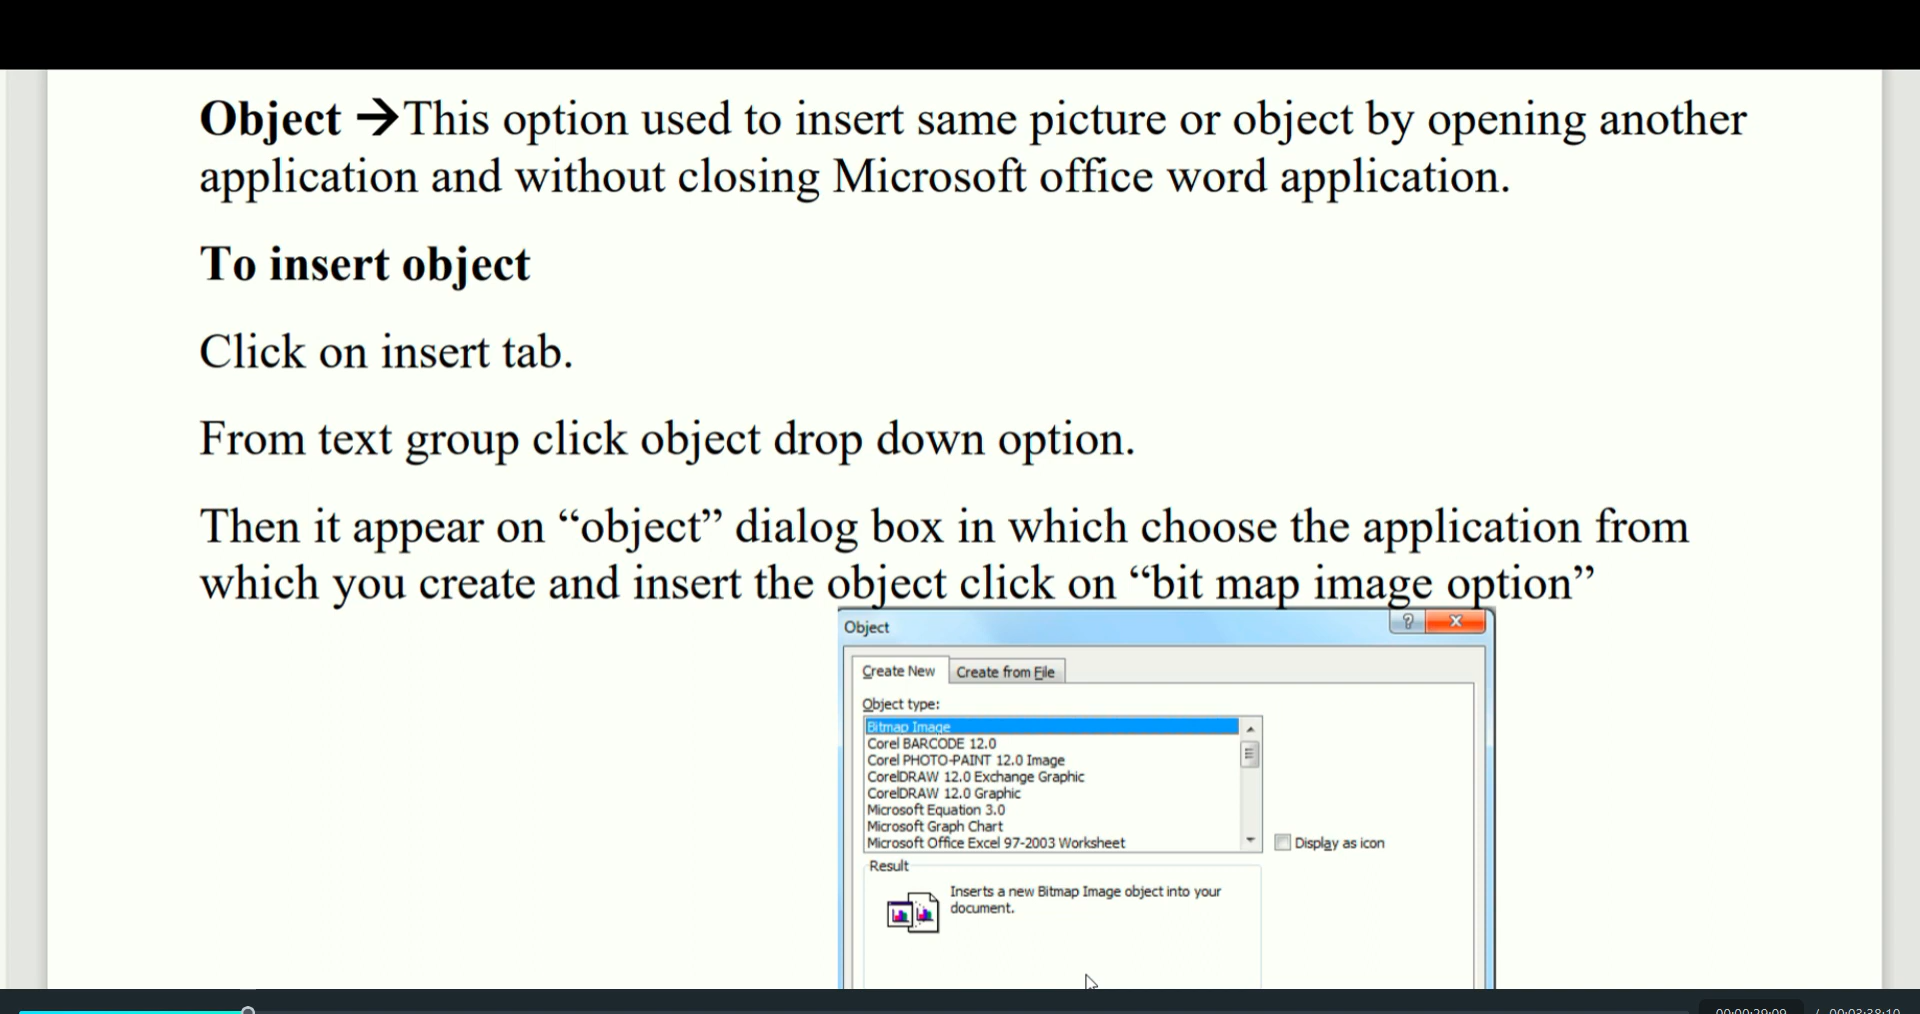 Object →This option used to insert same picture or object by opening another
application and without closing Microsoft office word application.
To insert object
Click on insert tab.
From text group click object drop down option.
Then it appear on “object” dialog box in which choose the application from
which you create and insert the object click on “bit map image option”
Object
?
Create New Create from File
Object type:
Bitmap Image
Corel BARCODE 12.0
Corel PHOTO-PAINT 12.0 Image
CorelDRAW 12.0 Exchange Graphic
CorelDRAW 12.0 Graphic
Microsoft Equation 3.0
Microsoft Graph Chart
Microsoft Office Excel 97-2003 Worksheet
Display as icon
Result
Inserts a new Bitmap Image object into your
document.